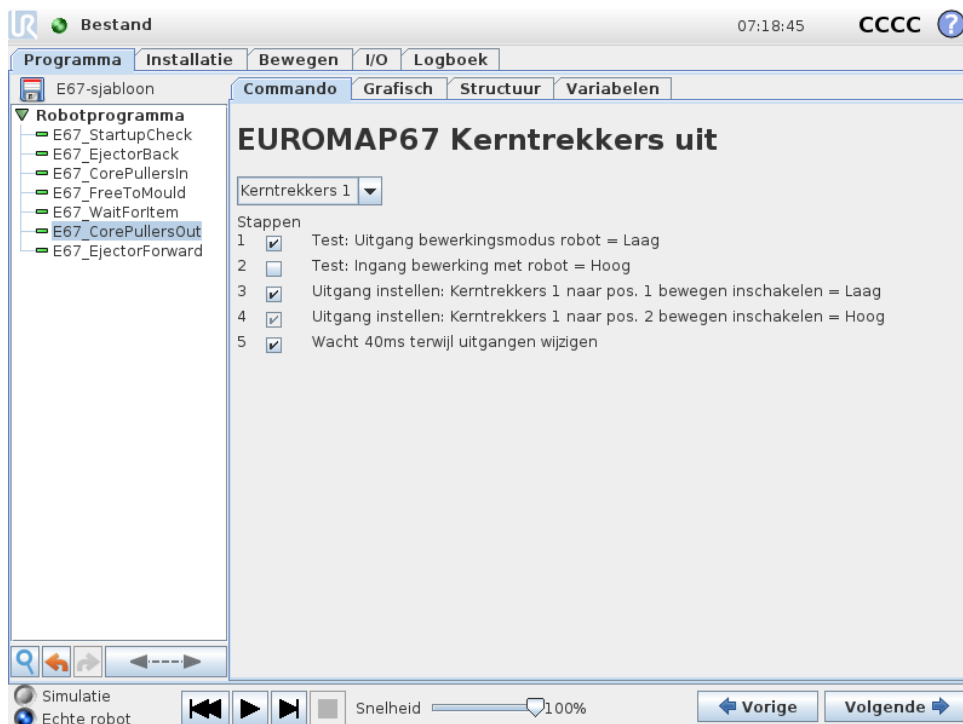 UR Bestand 07:18:45 CCCC ?
Programma Installatie Bewegen I/O Logboek
E67-sjabloon Commando Grafisch Structuur Variabelen
Robotprogramma
E67_StartupCheck
E67_EjectorBack
E67_CorePullersIn
E67_FreeToMould
E67_WaitForItem
E67_CorePullersOut
E67_EjectorForward
EUROMAP67 Kerntrekkers uit
Kerntrekkers 1
Stappen
1 Test: Uitgang bewerkingsmodus robot = Laag
2 Test: Ingang bewerking met robot = Hoog
3 Uitgang instellen: Kerntrekkers 1 naar pos. 1 bewegen inschakelen = Laag
4 Uitgang instellen: Kerntrekkers 1 naar pos. 2 bewegen inschakelen = Hoog
5 Wacht 40ms terwijl uitgangen wijzigen
Simulatie
Echte robot
Snelheid 100%
Vorige Volgende